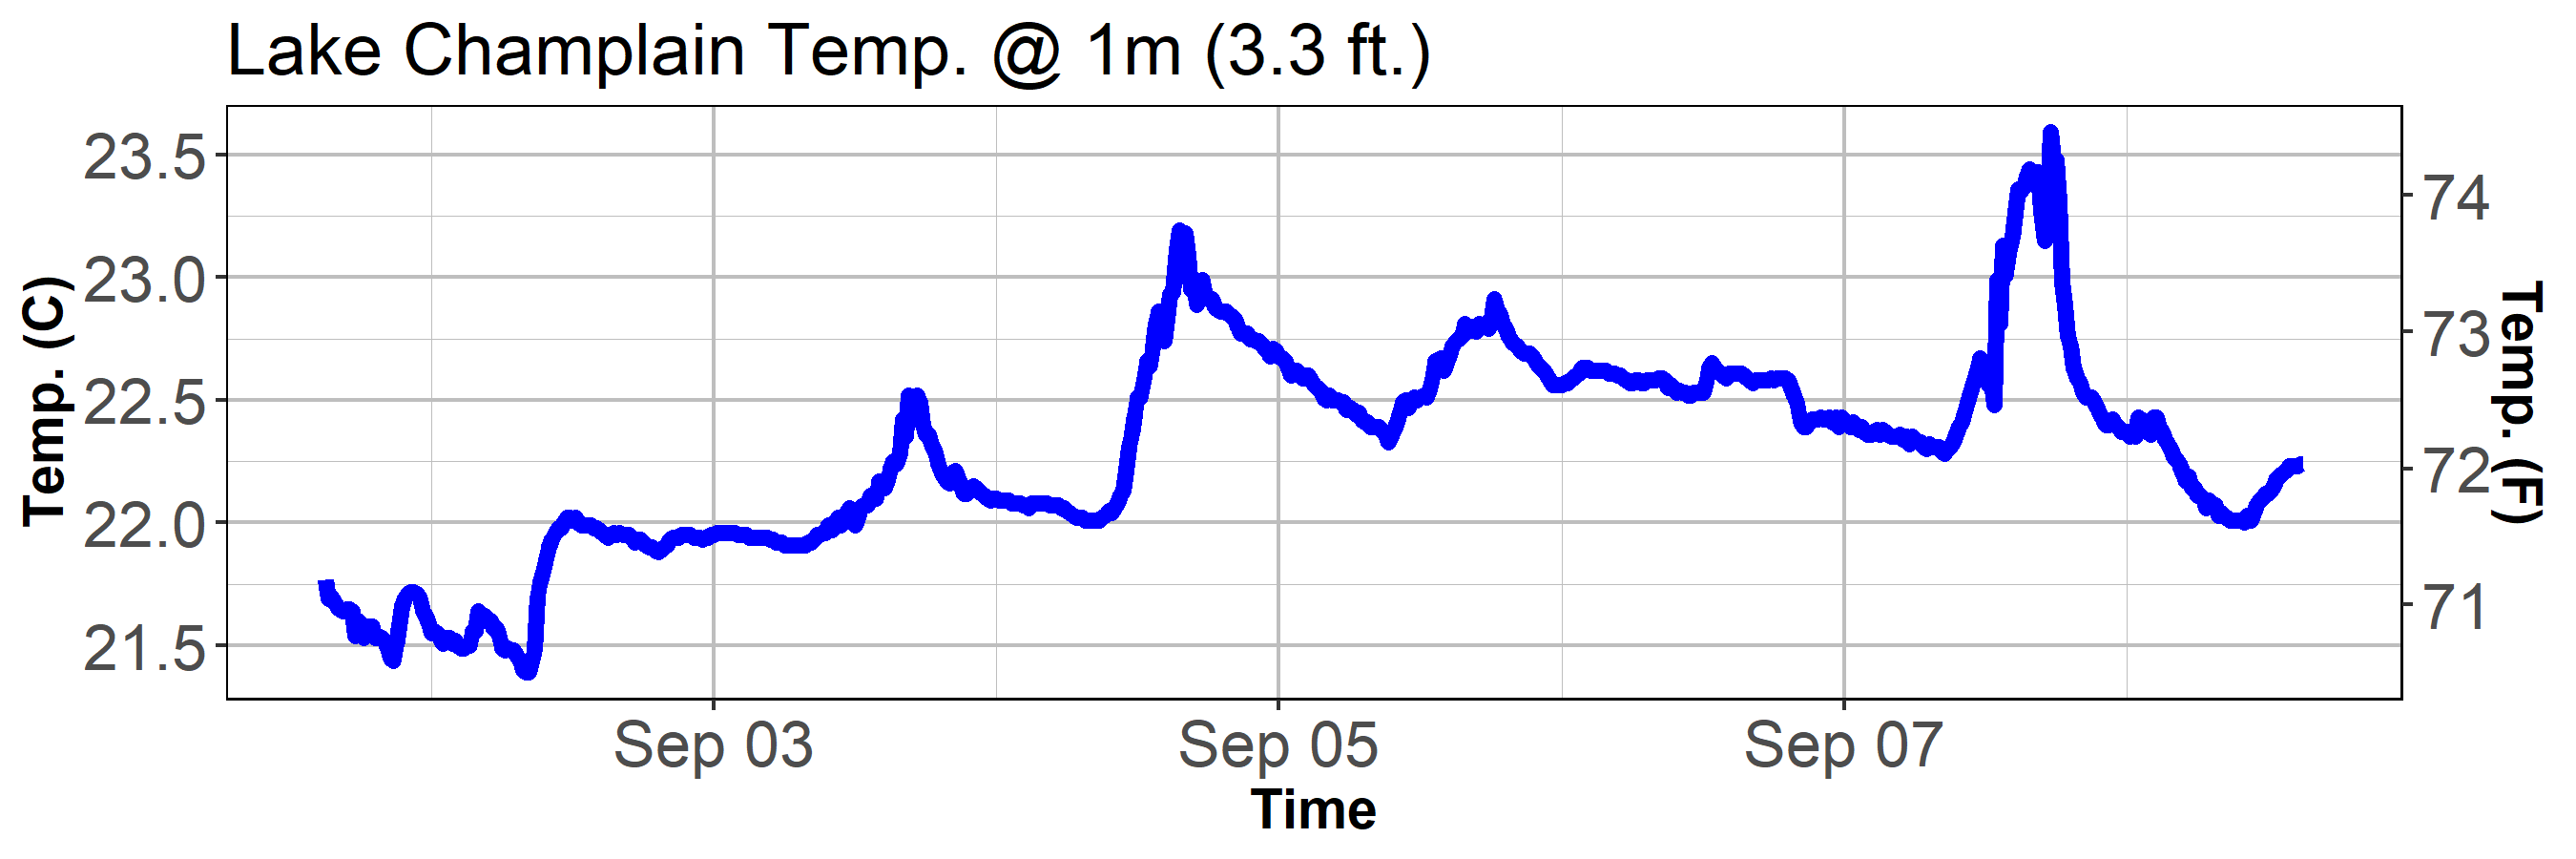 Lake Champlain Temp. @ 1m (3.3 ft.)
Temp. (C)
23.5
23.0
22.5
22.0
21.5
74
73
72
71
Temp. (F)
Sep 03 Sep 05 Sep 07
Time